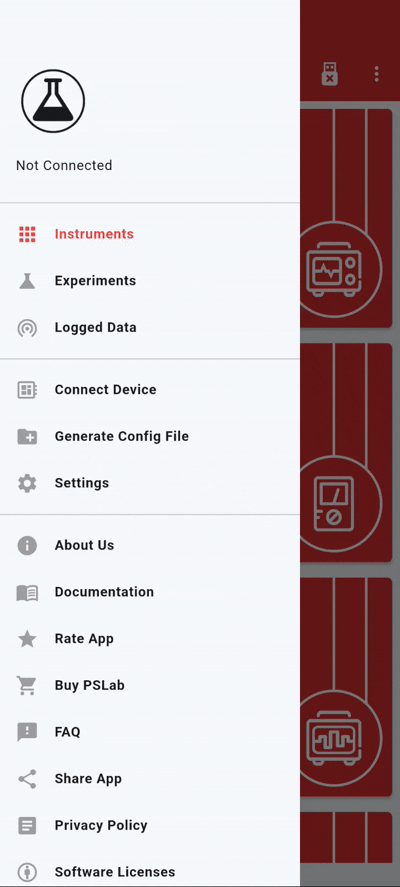 Not Connected
Instruments
Experiments
Logged Data
Connect Device
Generate Config File
Settings
About Us
Documentation
Rate App
Buy PSLab
FAQ
Share App
Privacy Policy
Software Licenses